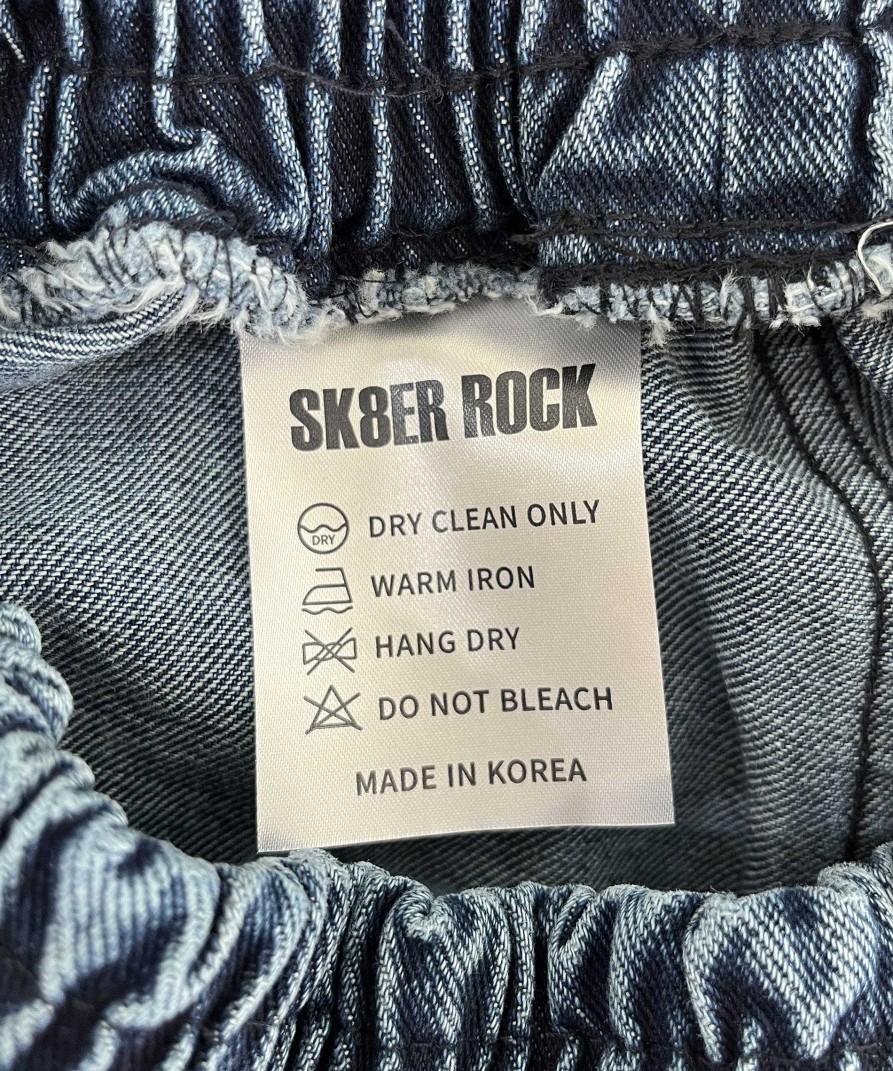 SK8ER ROCK
DRY DRY CLEAN ONLY
WARM IRON
HANG DRY
DO NOT BLEACH
MADE IN KOREA